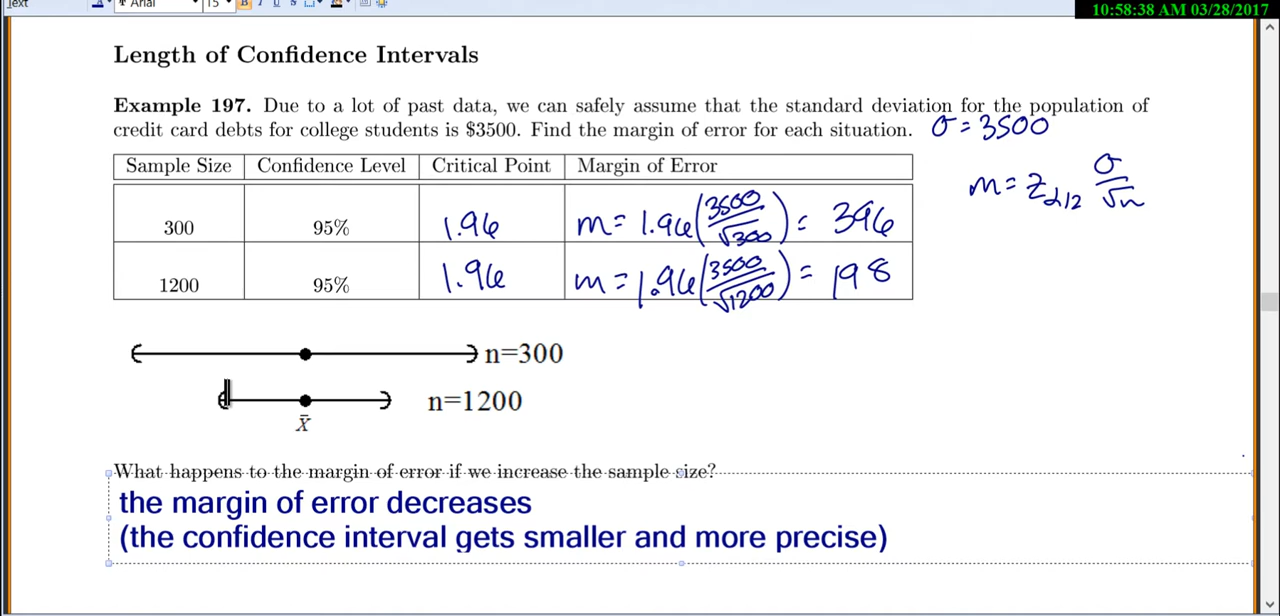 Text
Arial
15
B I U S
10:58:38 AM 03/28/2017
Length of Confidence Intervals
Example 197. Due to a lot of past data, we can safely assume that the standard deviation for the population of
credit card debts for college students is $3500. Find the margin of error for each situation. σ = 3500
Sample Size Confidence Level Critical Point Margin of Error
m = z α/2 σ/√n
300 95% 1.96 m = 1.96(3500/√300) = 396
1200 95% 1.96 m = 1.96(3500/√1200) = 198
n=300
n=1200
X̄
What happens to the margin of error if we increase the sample size?
the margin of error decreases
(the confidence interval gets smaller and more precise)